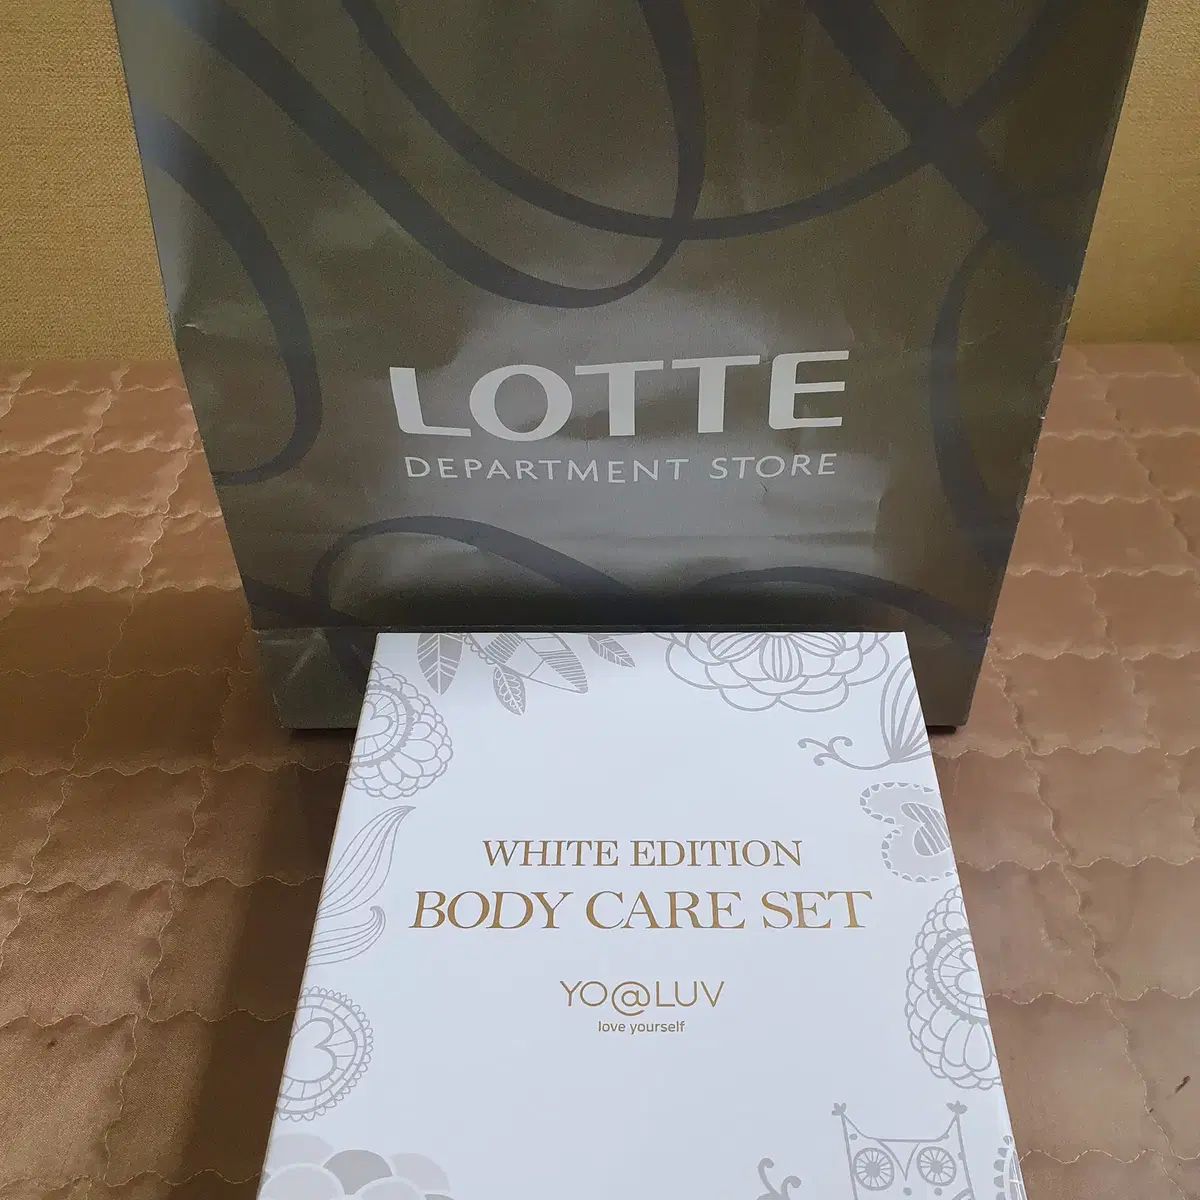 LOTTE
DEPARTMENT STORE
WHITE EDITION
BODY CARE SET
YO@LUV
love yourself